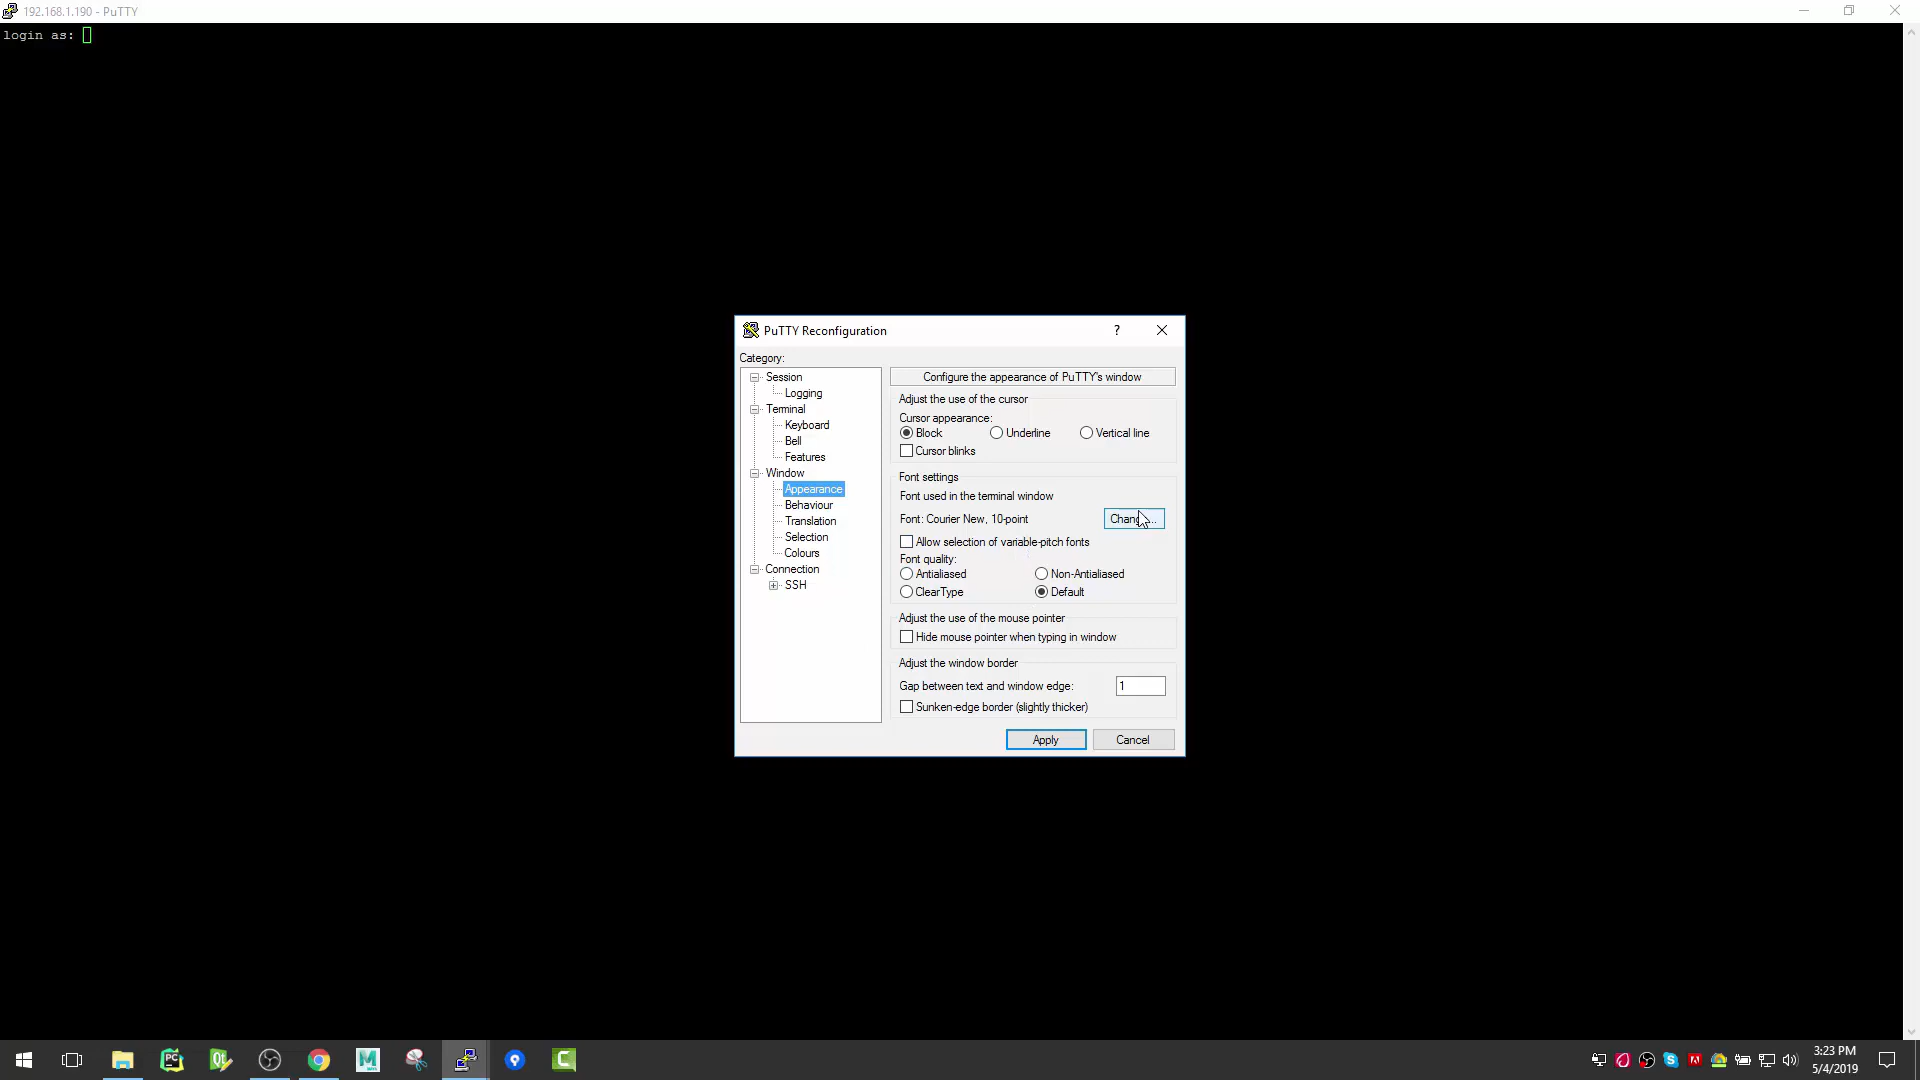 192.168.1.190 - PuTTY
login as:
PuTTY Reconfiguration
?
Category:
Session
Logging
Terminal
Keyboard
Bell
Features
Window
Appearance
Behaviour
Translation
Selection
Colours
Connection
SSH
Configure the appearance of PuTTY's window
Adjust the use of the cursor
Cursor appearance:
Block Underline Vertical line
Cursor blinks
Font settings
Font used in the terminal window
Font: Courier New, 10-point
Allow selection of variable-pitch fonts
Font quality:
Antialiased Non-Antialiased
ClearType Default
Adjust the use of the mouse pointer
Hide mouse pointer when typing in window
Adjust the window border
Gap between text and window edge: 1
Sunken-edge border (slightly thicker)
Apply Cancel
PC
Qt
M
C
3:23 PM
5/4/2019